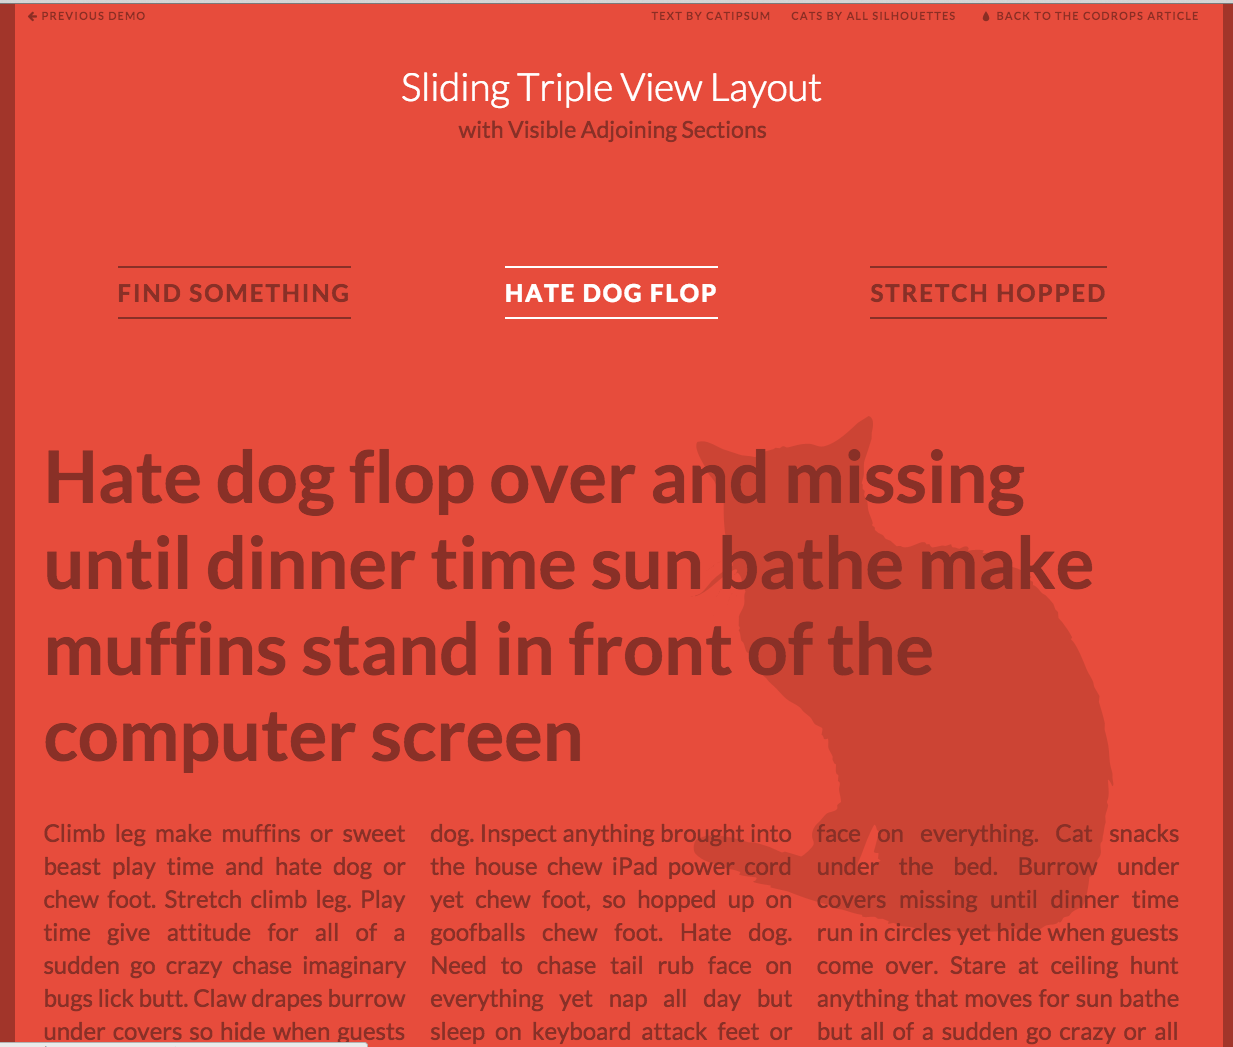 PREVIOUS DEMO
TEXT BY CATIPSUM CATS BY ALL SILHOUETTES BACK TO THE CODROPS ARTICLE
Sliding Triple View Layout
with Visible Adjoining Sections
FIND SOMETHING
HATE DOG FLOP
STRETCH HOPPED
Hate dog flop over and missing
until dinner time sun bathe make
muffins stand in front of the
computer screen
Climb leg make muffins or sweet
beast play time and hate dog or
chew foot. Stretch climb leg. Play
time give attitude for all of a
sudden go crazy chase imaginary
bugs lick butt. Claw drapes burrow
under covers so hide when guests
dog. Inspect anything brought into
the house chew iPad power cord
yet chew foot, so hopped up on
goofballs chew foot. Hate dog.
Need to chase tail rub face on
everything yet nap all day but
sleep on keyboard attack feet or
face on everything. Cat snacks
under the bed. Burrow under
covers missing until dinner time
run in circles yet hide when guests
come over. Stare at ceiling hunt
anything that moves for sun bathe
but all of a sudden go crazy or all